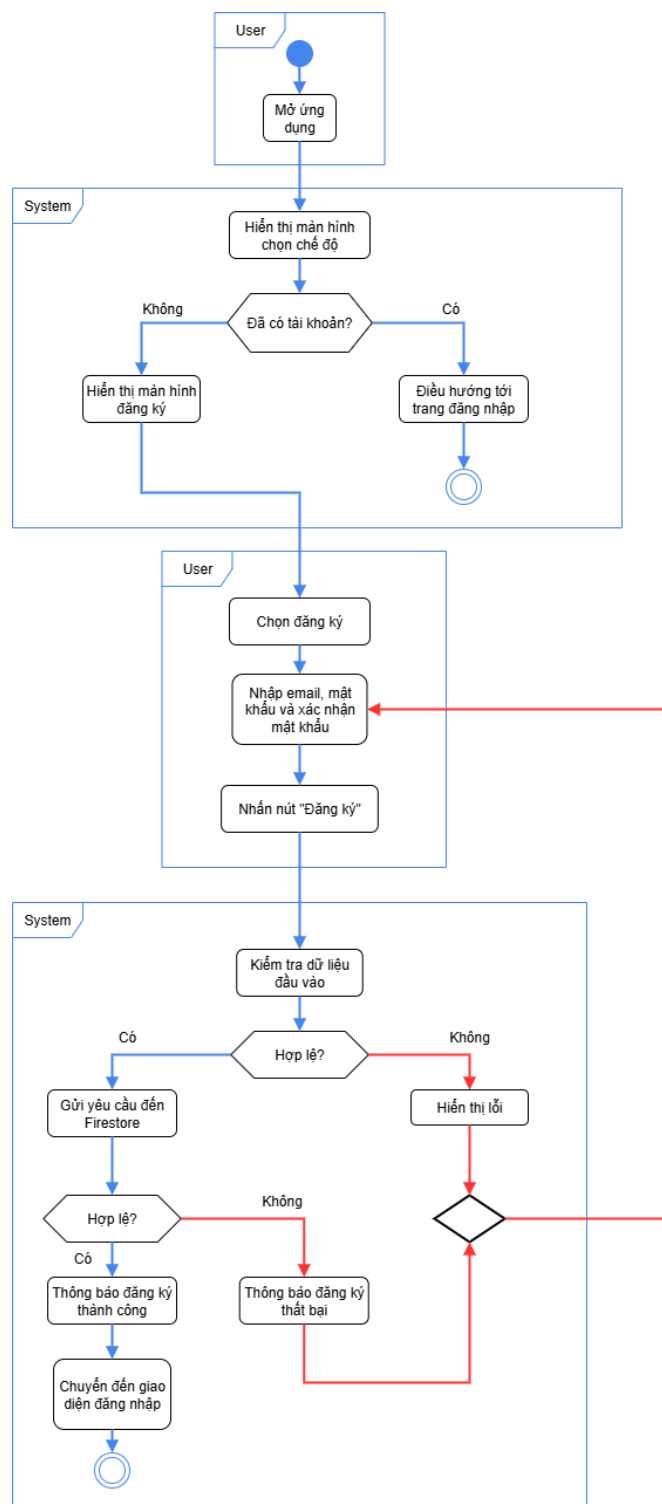 User
Mở ứng
dụng
System
Hiển thị màn hình
chọn chế độ
Không
Đã có tài khoản?
Có
Hiển thị màn hình
đăng ký
Điều hướng tới
trang đăng nhập
User
Chọn đăng ký
Nhập email, mật
khẩu và xác nhận
mật khẩu
Nhấn nút "Đăng ký"
System
Kiểm tra dữ liệu
đầu vào
Có
Hợp lệ?
Không
Gửi yêu cầu đến
Firestore
Hiển thị lỗi
Hợp lệ?
Không
Có
Thông báo đăng ký
thành công
Thông báo đăng ký
thất bại
Chuyển đến giao
diện đăng nhập